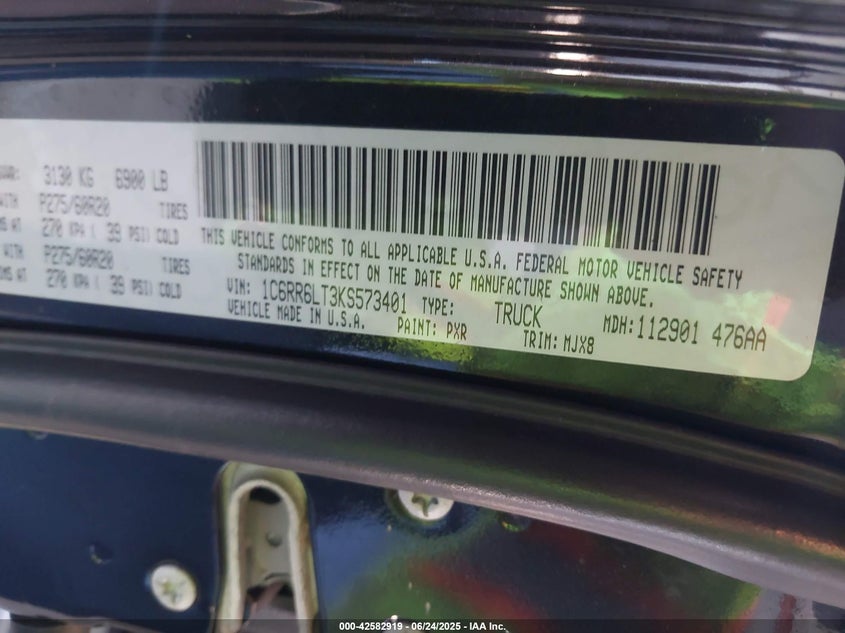 3130 KG 6900 LB
WITH P275/60R20 TIRES
270 KPA ( 39 PSI) COLD
WITH P275/60R20 TIRES
270 KPA ( 39 PSI) COLD
THIS VEHICLE CONFORMS TO ALL APPLICABLE U.S.A. FEDERAL MOTOR VEHICLE SAFETY
STANDARDS IN EFFECT ON THE DATE OF MANUFACTURE SHOWN ABOVE.
VIN: 1C6RR6LT3KS573401 TYPE: TRUCK MDH:112901 476AA
VEHICLE MADE IN U.S.A. PAINT: PXR TRIM: MJX8
000-42582919 - 06/24/2025 - IAA Inc.